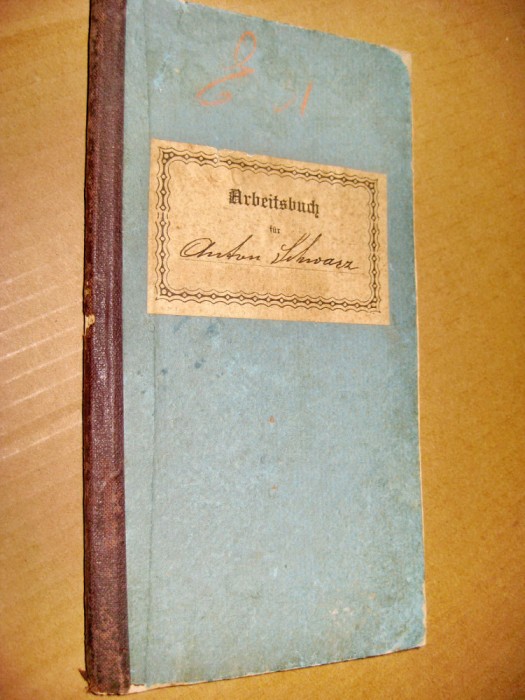 Arbeitsbuch
für
Anton Schwarz